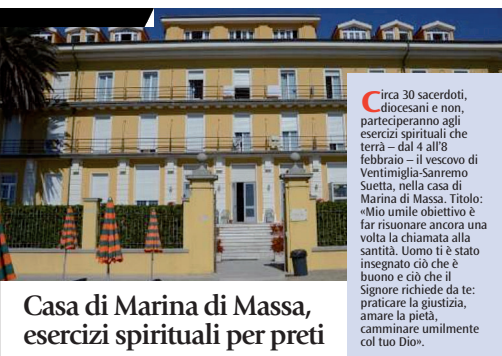 Casa di Marina di Massa,
esercizi spirituali per preti
Circa 30 sacerdoti,
diocesani e non,
parteciperanno agli
esercizi spirituali che
terrà – dal 4 all'8
febbraio – il vescovo di
Ventimiglia-Sanremo
Suetta, nella casa di
Marina di Massa. Titolo:
«Mio umile obiettivo è
far risuonare ancora una
volta la chiamata alla
santità. Uomo ti è stato
insegnato ciò che è
buono e ciò che il
Signore richiede da te:
praticare la giustizia,
amare la pietà,
camminare umilmente
col tuo Dio».